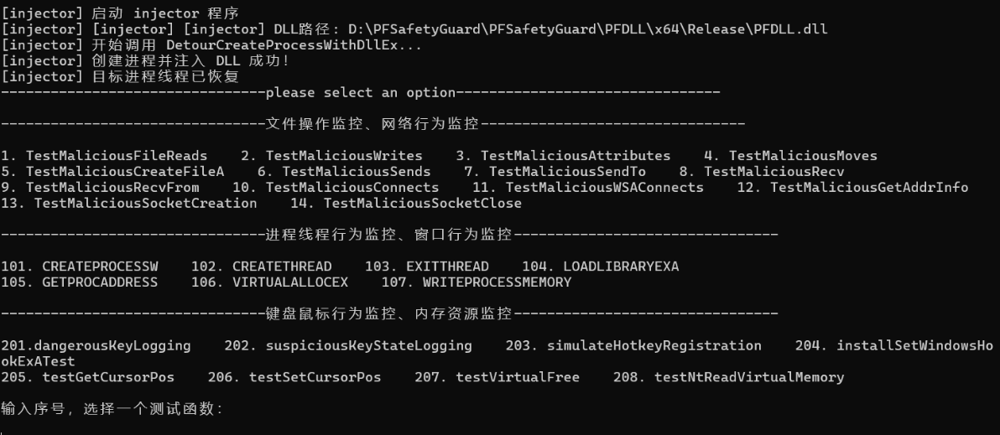 [injector] 启动 injector 程序
[injector] [injector] [injector] DLL路径: D:\PFSafetyGuard\PFSafetyGuard\PFDLL\x64\Release\PFDLL.dll
[injector] 开始调用 DetourCreateProcessWithDllEx...
[injector] 创建进程并注入 DLL 成功!
[injector] 目标进程线程已恢复
--------------------------------please select an option--------------------------------
--------------------------------文件操作监控、网络行为监控--------------------------------
1. TestMaliciousFileReads    2. TestMaliciousWrites    3. TestMaliciousAttributes    4. TestMaliciousMoves
5. TestMaliciousCreateFileA    6. TestMaliciousSends    7. TestMaliciousSendTo    8. TestMaliciousRecv
9. TestMaliciousRecvFrom    10. TestMaliciousConnects    11. TestMaliciousWSAConnects    12. TestMaliciousGetAddrInfo
13. TestMaliciousSocketCreation    14. TestMaliciousSocketClose
--------------------------------进程线程行为监控、窗口行为监控--------------------------------
101. CREATEPROCESSW    102. CREATETHREAD    103. EXITTHREAD    104. LOADLIBRARYEXA
105. GETPROCADDRESS    106. VIRTUALALLOCEX    107. WRITEPROCESSMEMORY
--------------------------------键盘鼠标行为监控、内存资源监控--------------------------------
201.dangerousKeyLogging    202. suspiciousKeyStateLogging    203. simulateHotkeyRegistration    204. installSetWindowsHo
okExATest
205. testGetCursorPos    206. testSetCursorPos    207. testVirtualFree    208. testNtReadVirtualMemory
输入序号，选择一个测试函数：